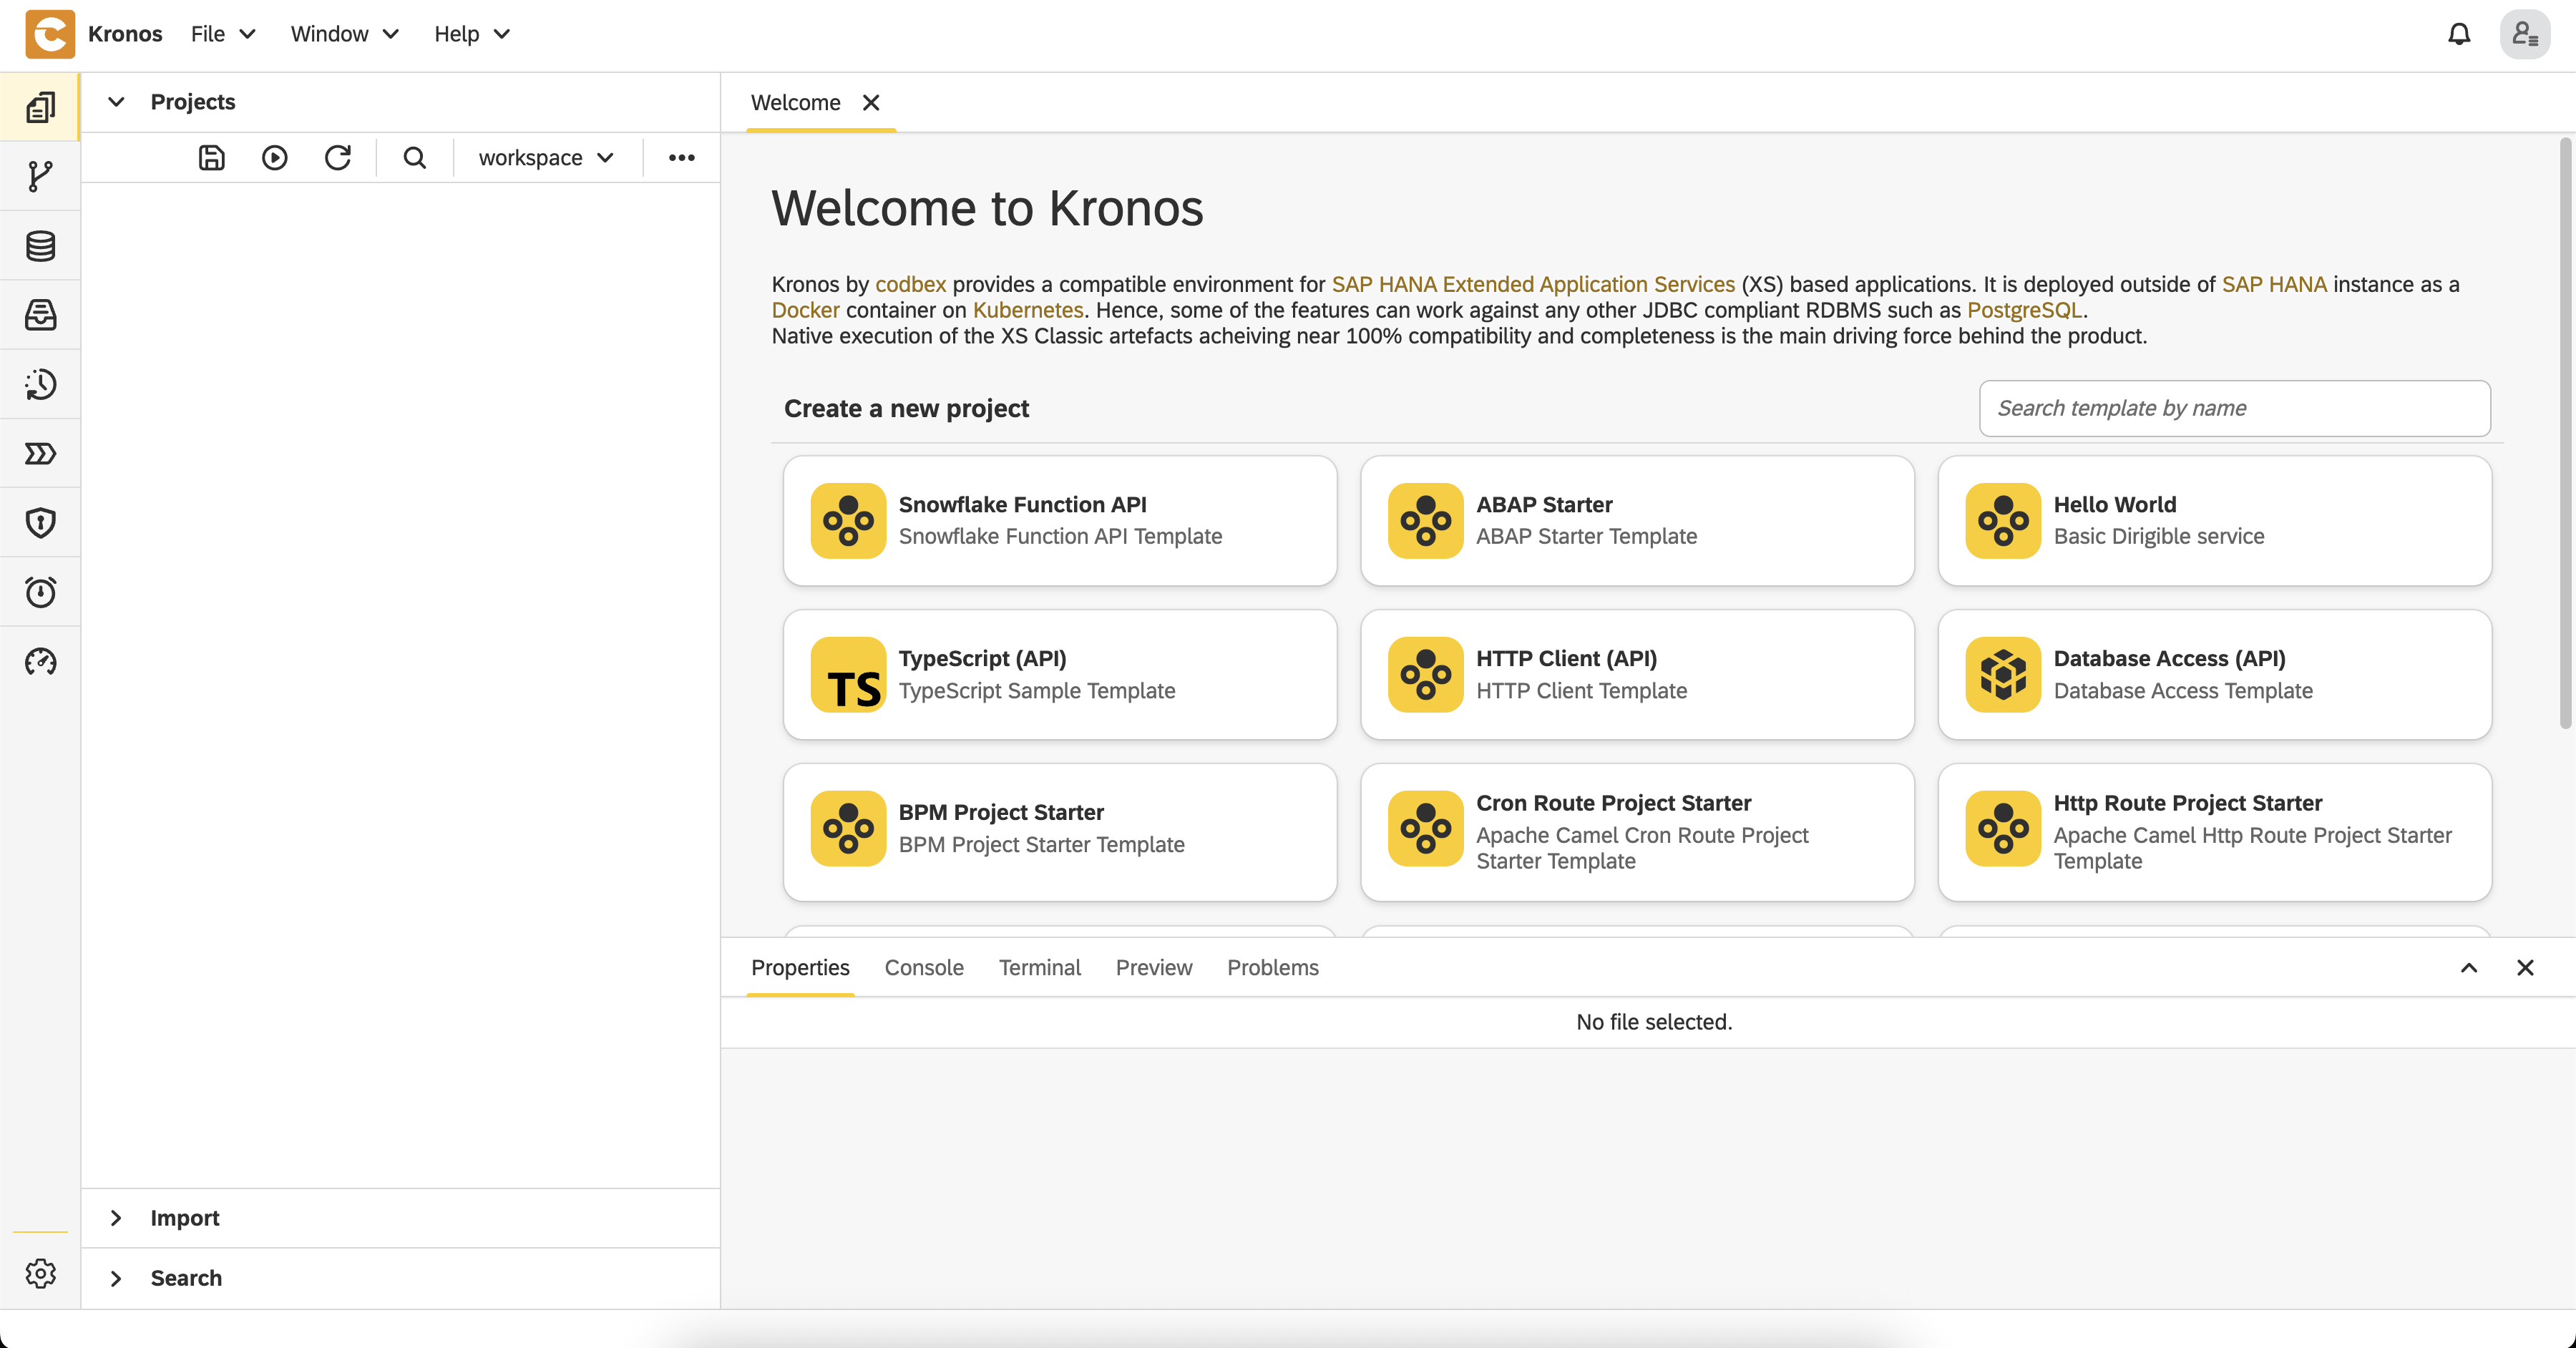 Kronos File Window Help
Projects
workspace
Import
Search
Welcome
Welcome to Kronos
Kronos by codbex provides a compatible environment for SAP HANA Extended Application Services (XS) based applications. It is deployed outside of SAP HANA instance as a
Docker container on Kubernetes. Hence, some of the features can work against any other JDBC compliant RDBMS such as PostgreSQL.
Native execution of the XS Classic artefacts acheiving near 100% compatibility and completeness is the main driving force behind the product.
Create a new project
Search template by name
Snowflake Function API
Snowflake Function API Template
ABAP Starter
ABAP Starter Template
Hello World
Basic Dirigible service
TS
TypeScript (API)
TypeScript Sample Template
HTTP Client (API)
HTTP Client Template
Database Access (API)
Database Access Template
BPM Project Starter
BPM Project Starter Template
Cron Route Project Starter
Apache Camel Cron Route Project
Starter Template
Http Route Project Starter
Apache Camel Http Route Project Starter
Template
Properties Console Terminal Preview Problems
No file selected.